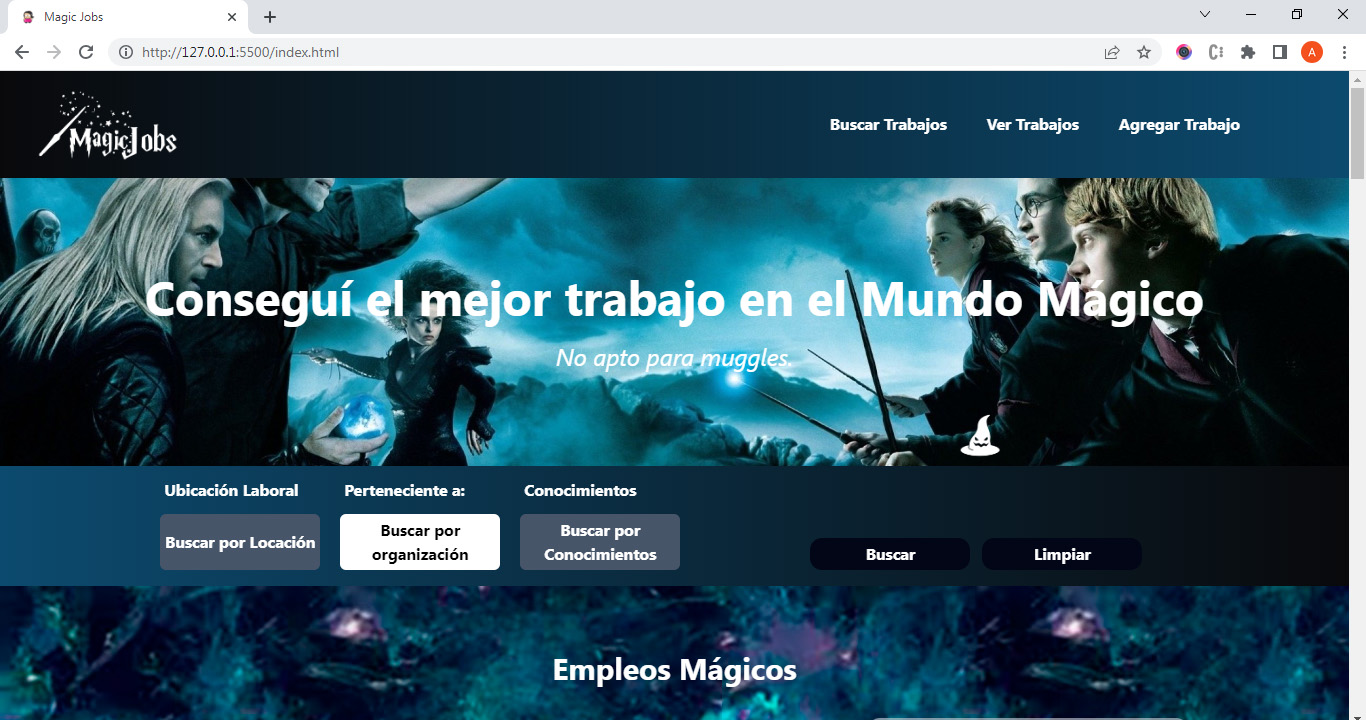 Magic Jobs
http://127.0.0.1:5500/index.html
A
MagicJobs
Buscar Trabajos
Ver Trabajos
Agregar Trabajo
Conseguí el mejor trabajo en el Mundo Mágico
No apto para muggles.
Ubicación Laboral
Perteneciente a:
Conocimientos
Buscar por Locación
Buscar por
organización
Buscar por
Conocimientos
Buscar
Limpiar
Empleos Mágicos